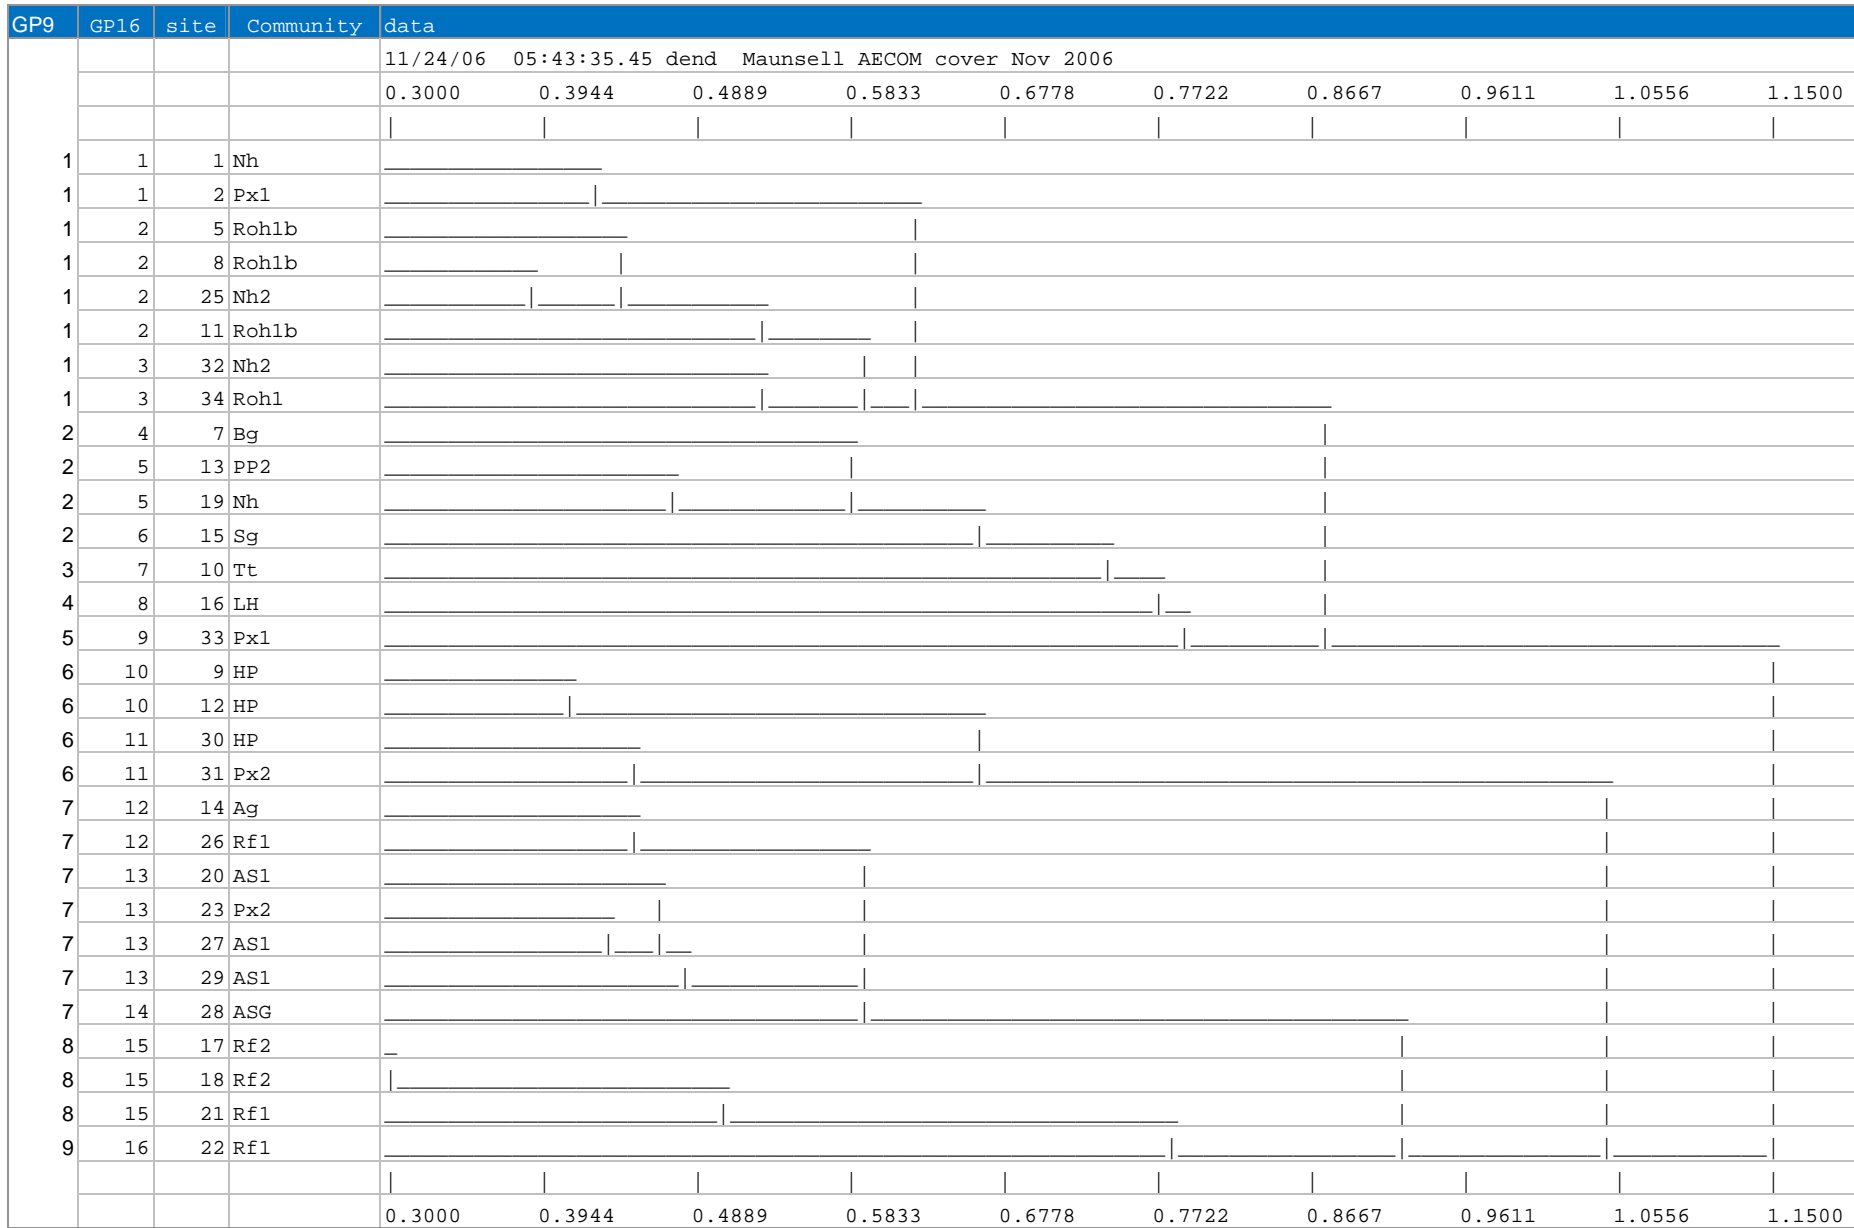 GP9 GP16 site Community data
11/24/06 05:43:35.45 dend Maunsell AECOM cover Nov 2006
0.3000 0.3944 0.4889 0.5833 0.6778 0.7722 0.8667 0.9611 1.0556 1.1500
1 1 1 Nh
1 1 2 Px1
1 2 5 Roh1b
1 2 8 Roh1b
1 2 25 Nh2
1 2 11 Roh1b
1 3 32 Nh2
1 3 34 Roh1
2 4 7 Bg
2 5 13 PP2
2 5 19 Nh
2 6 15 Sg
3 7 10 Tt
4 8 16 LH
5 9 33 Px1
6 10 9 HP
6 10 12 HP
6 11 30 HP
6 11 31 Px2
7 12 14 Ag
7 12 26 Rf1
7 13 20 AS1
7 13 23 Px2
7 13 27 AS1
7 13 29 AS1
7 14 28 ASG
8 15 17 Rf2
8 15 18 Rf2
8 15 21 Rf1
9 16 22 Rf1
0.3000 0.3944 0.4889 0.5833 0.6778 0.7722 0.8667 0.9611 1.0556 1.1500